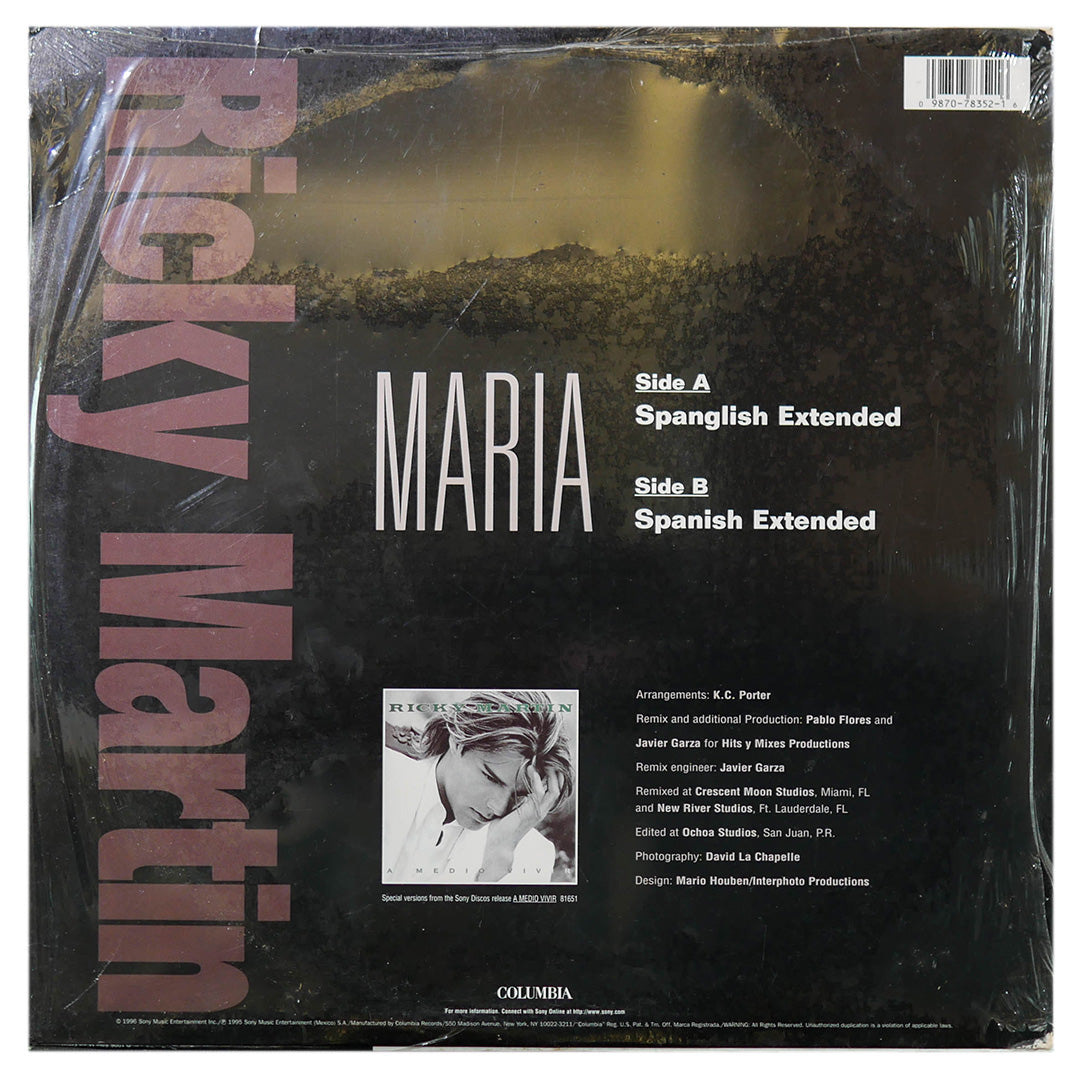 Ricky Martin
0 9870-78352-1 6
MARIA
Side A
Spanglish Extended
Side B
Spanish Extended
RICKY MARTIN
A MEDIO VIVIR
Special versions from the Sony Discos release A MEDIO VIVIR 81651
Arrangements: K.C. Porter
Remix and additional Production: Pablo Flores and
Javier Garza for Hits y Mixes Productions
Remix engineer: Javier Garza
Remixed at Crescent Moon Studios, Miami, FL
and New River Studios, Ft. Lauderdale, FL
Edited at Ochoa Studios, San Juan, P.R.
Photography: David La Chapelle
Design: Mario Houben/Interphoto Productions
COLUMBIA
For more information. Connect with Sony Online at http://www.sony.com
© 1996 Sony Music Entertainment Inc./℗ 1995 Sony Music Entertainment (Mexico) S.A./Manufactured by Columbia Records/550 Madison Avenue, New York, NY 10022-3211/"Columbia" Reg. U.S. Pat. & Tm. Off. Marca Registrada./WARNING: All Rights Reserved. Unauthorized duplication is a violation of applicable laws.